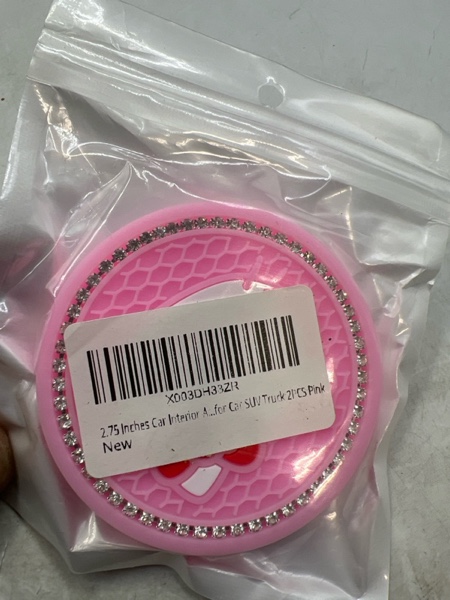 X003DH33ZR
2.75 Inches Car Interior A...for Car SUV Truck 2PCS Pink
New